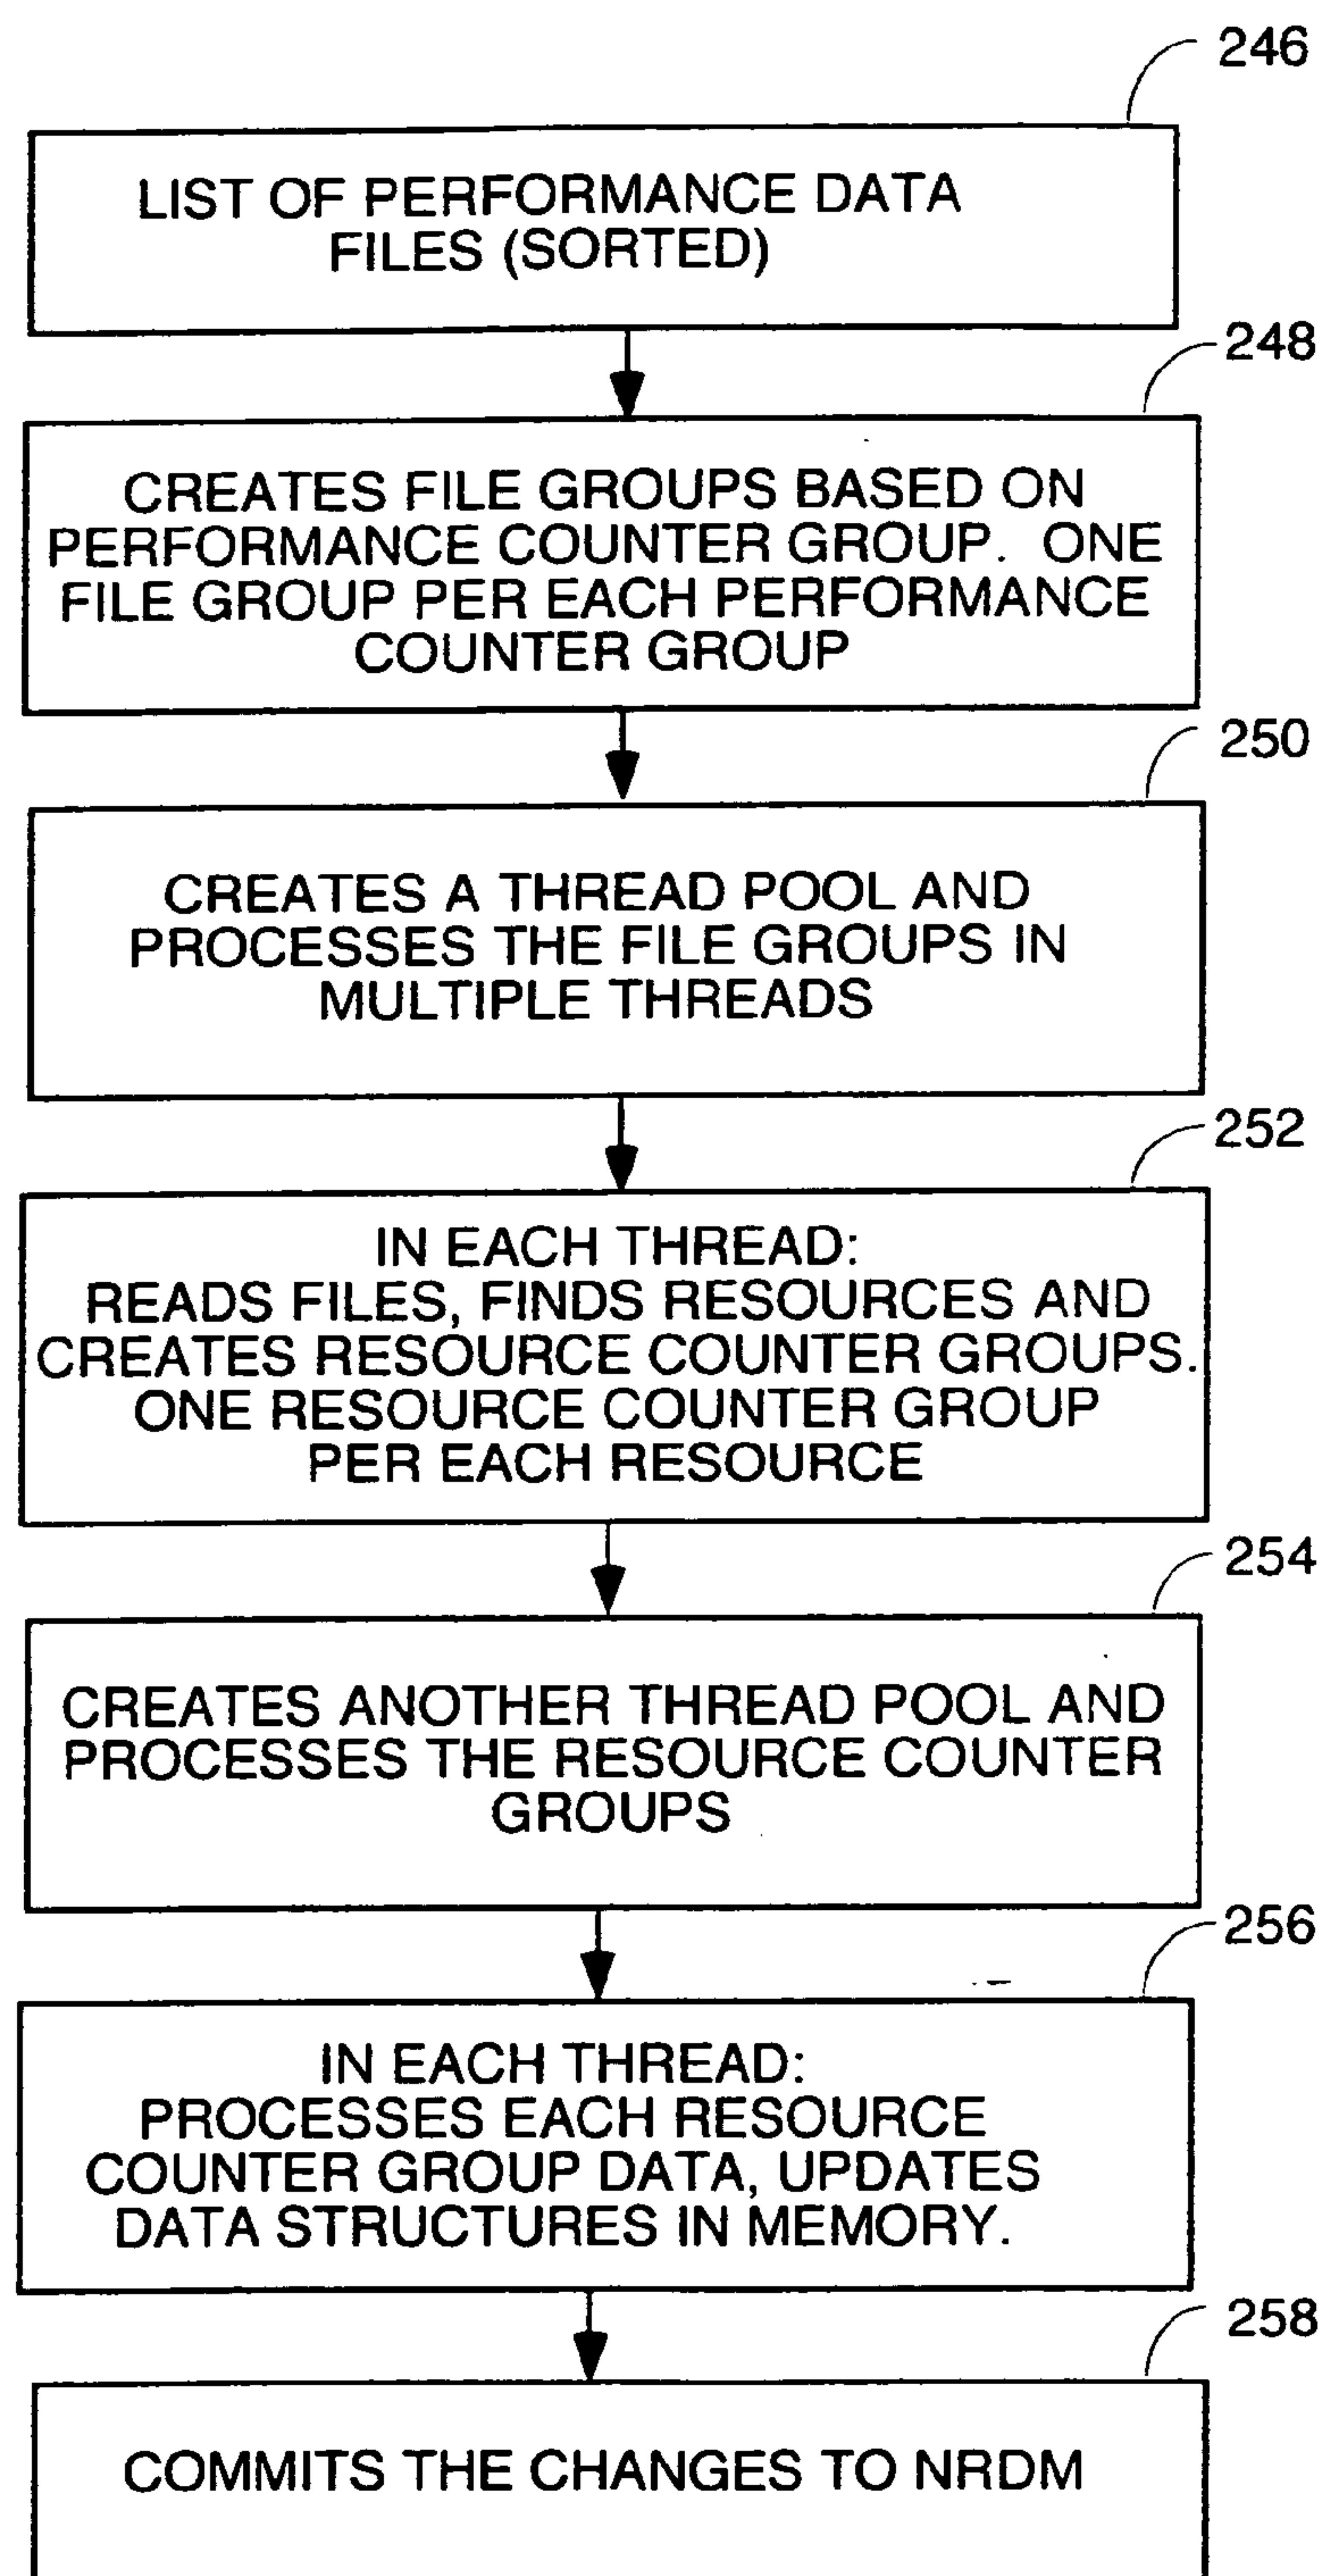 246
LIST OF PERFORMANCE DATA
FILES (SORTED)
248
CREATES FILE GROUPS BASED ON
PERFORMANCE COUNTER GROUP. ONE
FILE GROUP PER EACH PERFORMANCE
COUNTER GROUP
250
CREATES A THREAD POOL AND
PROCESSES THE FILE GROUPS IN
MULTIPLE THREADS
252
IN EACH THREAD:
READS FILES, FINDS RESOURCES AND
CREATES RESOURCE COUNTER GROUPS.
ONE RESOURCE COUNTER GROUP
PER EACH RESOURCE
254
CREATES ANOTHER THREAD POOL AND
PROCESSES THE RESOURCE COUNTER
GROUPS
256
IN EACH THREAD:
PROCESSES EACH RESOURCE
COUNTER GROUP DATA, UPDATES
DATA STRUCTURES IN MEMORY.
258
COMMITS THE CHANGES TO NRDM